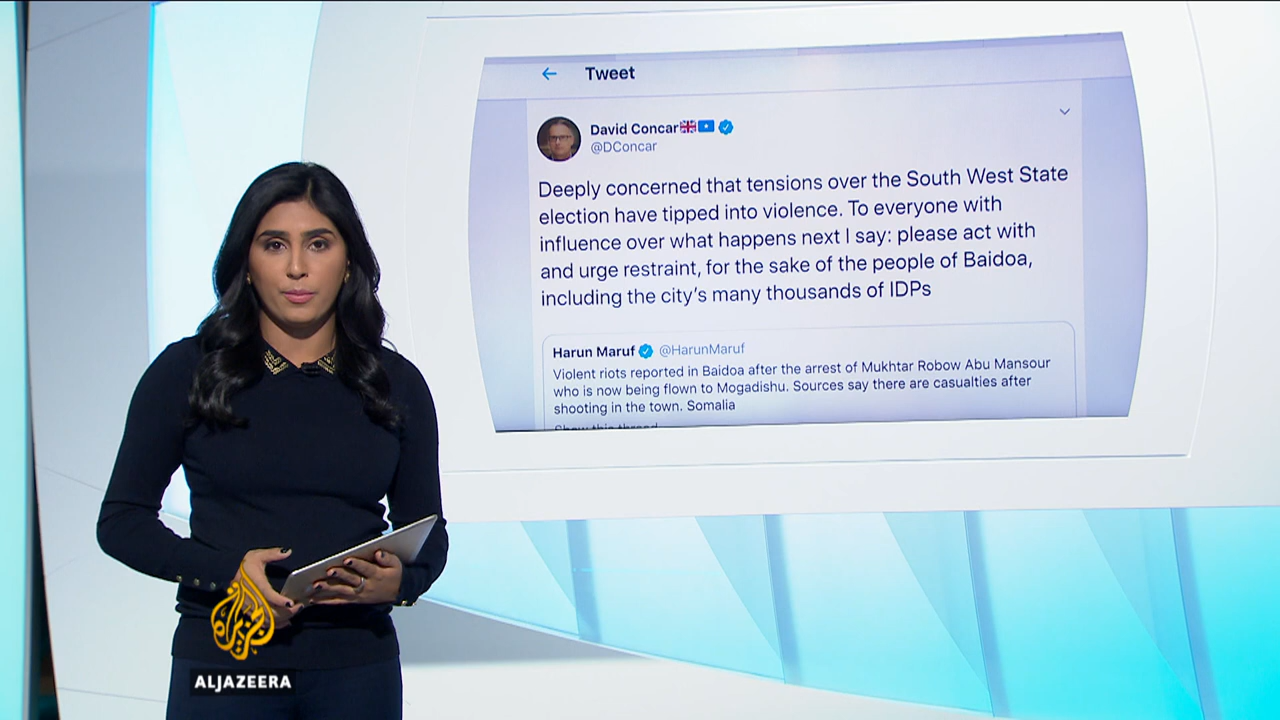 Tweet
David Concar
@DConcar
Deeply concerned that tensions over the South West State
election have tipped into violence. To everyone with
influence over what happens next I say: please act with
and urge restraint, for the sake of the people of Baidoa,
including the city's many thousands of IDPs
Harun Maruf @HarunMaruf
Violent riots reported in Baidoa after the arrest of Mukhtar Robow Abu Mansour
who is now being flown to Mogadishu. Sources say there are casualties after
shooting in the town. Somalia
Show this thread
الجزيرة
ALJAZEERA